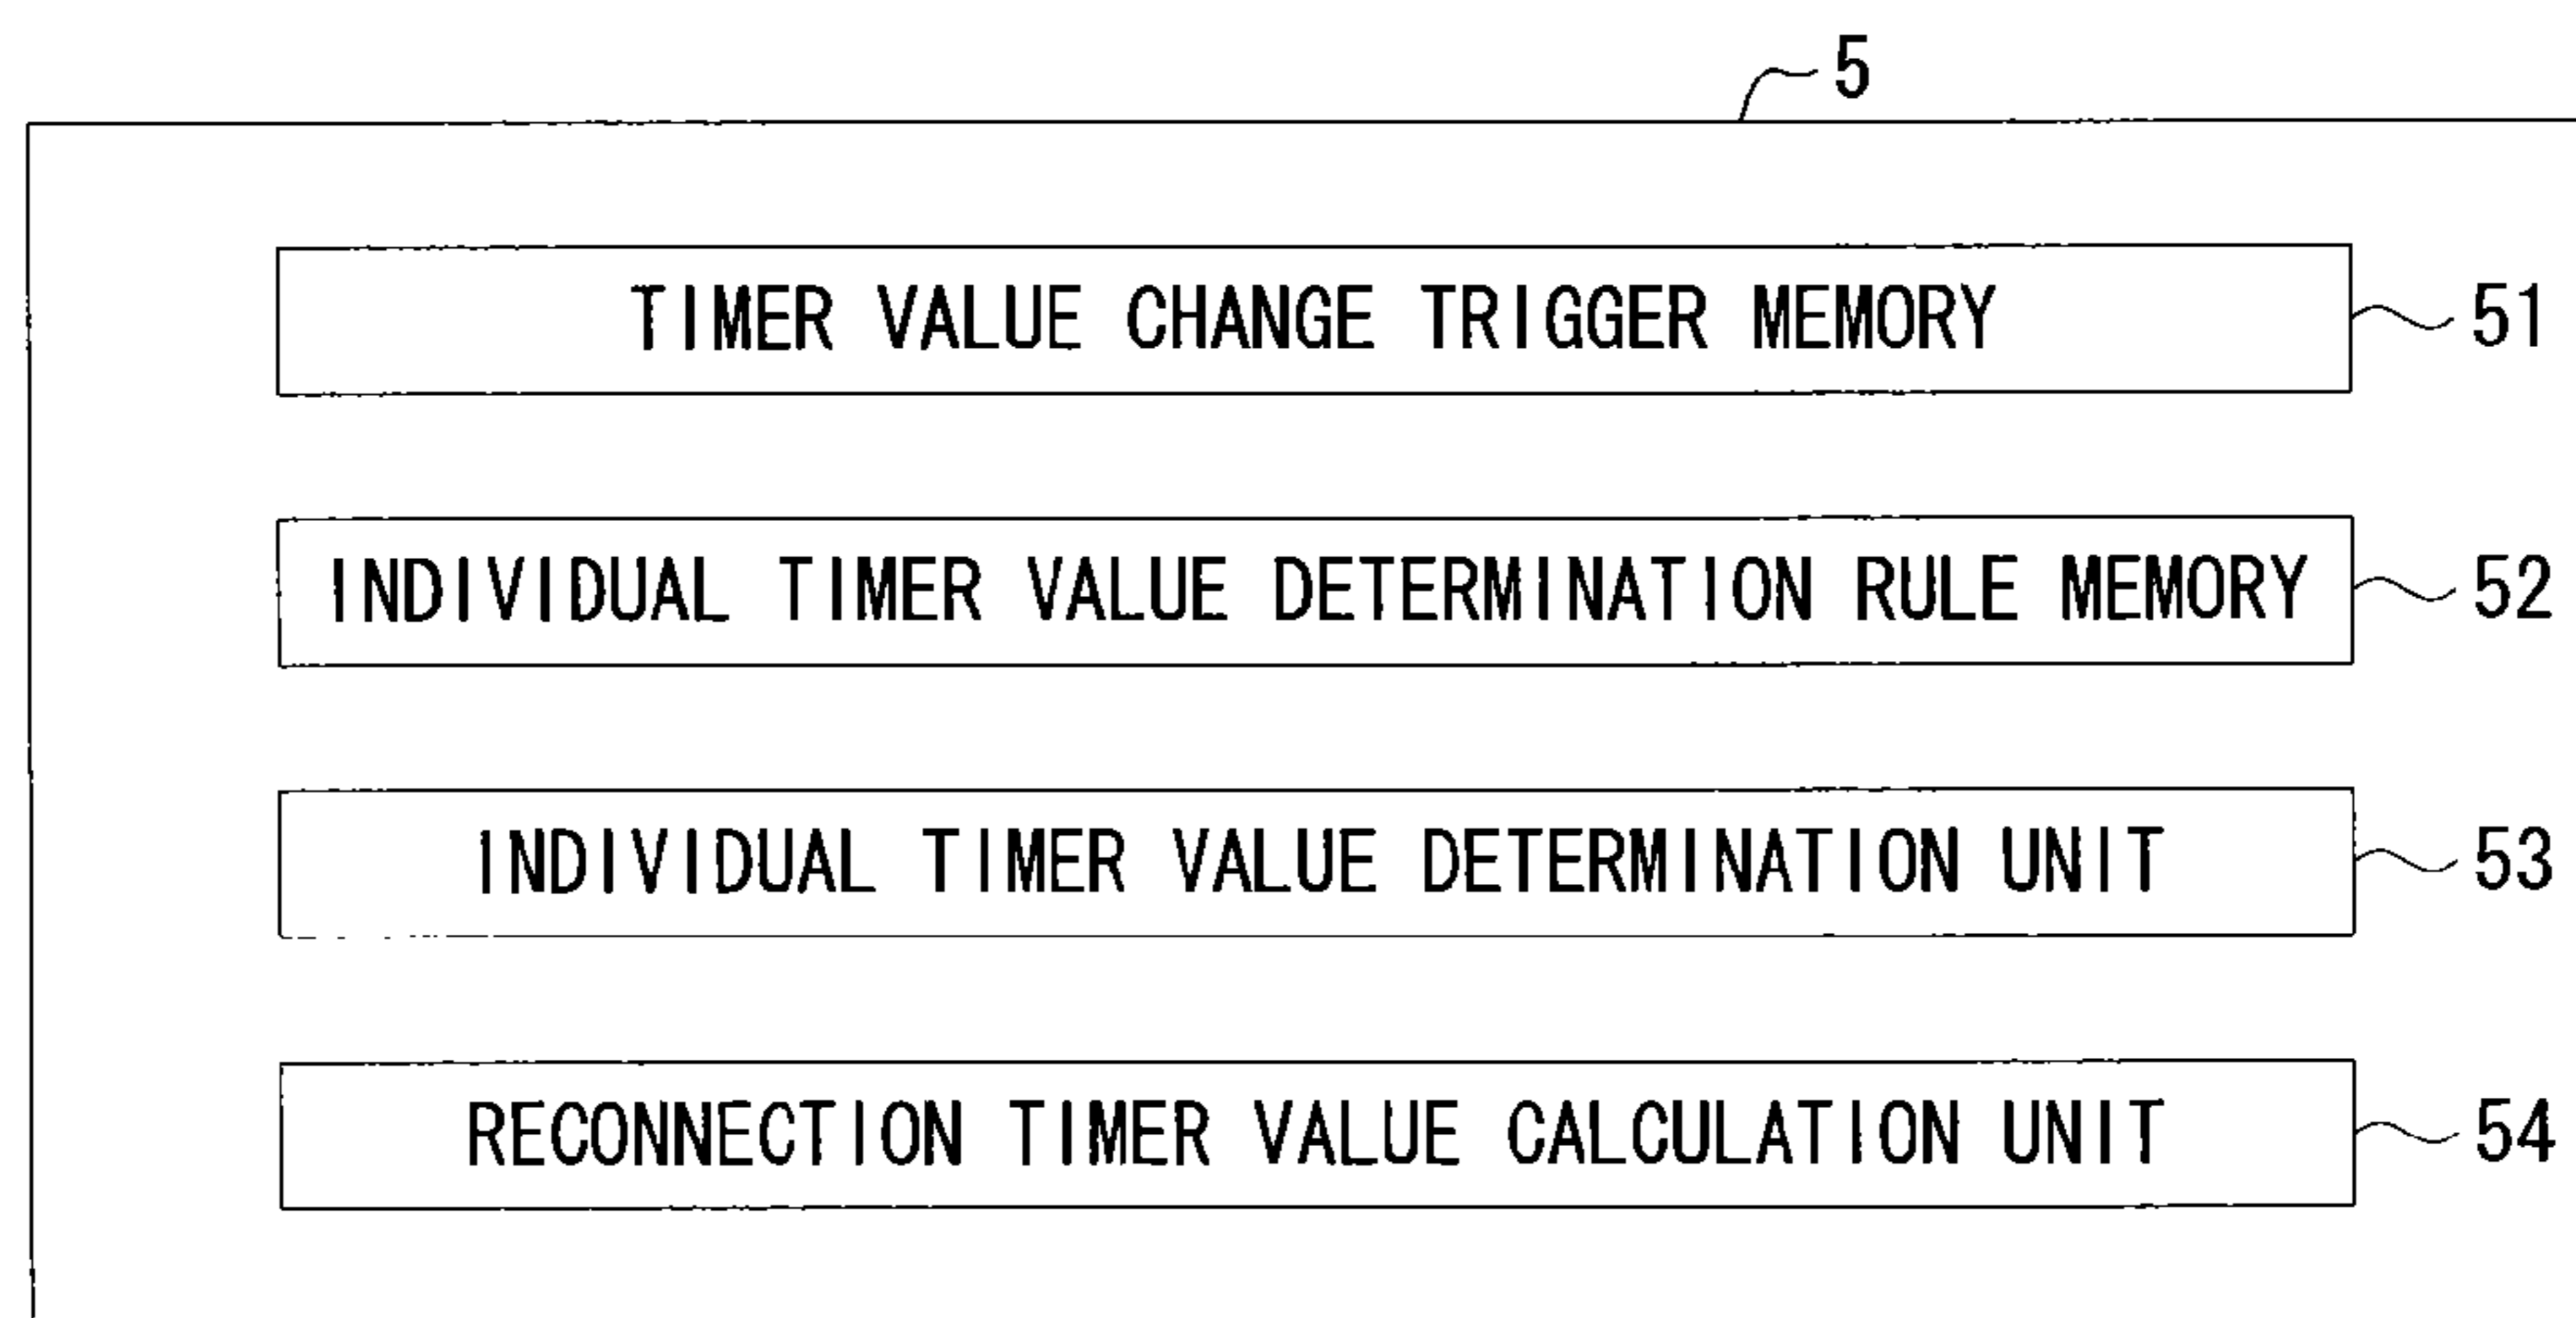 5
TIMER VALUE CHANGE TRIGGER MEMORY 51
INDIVIDUAL TIMER VALUE DETERMINATION RULE MEMORY 52
INDIVIDUAL TIMER VALUE DETERMINATION UNIT 53
RECONNECTION TIMER VALUE CALCULATION UNIT 54